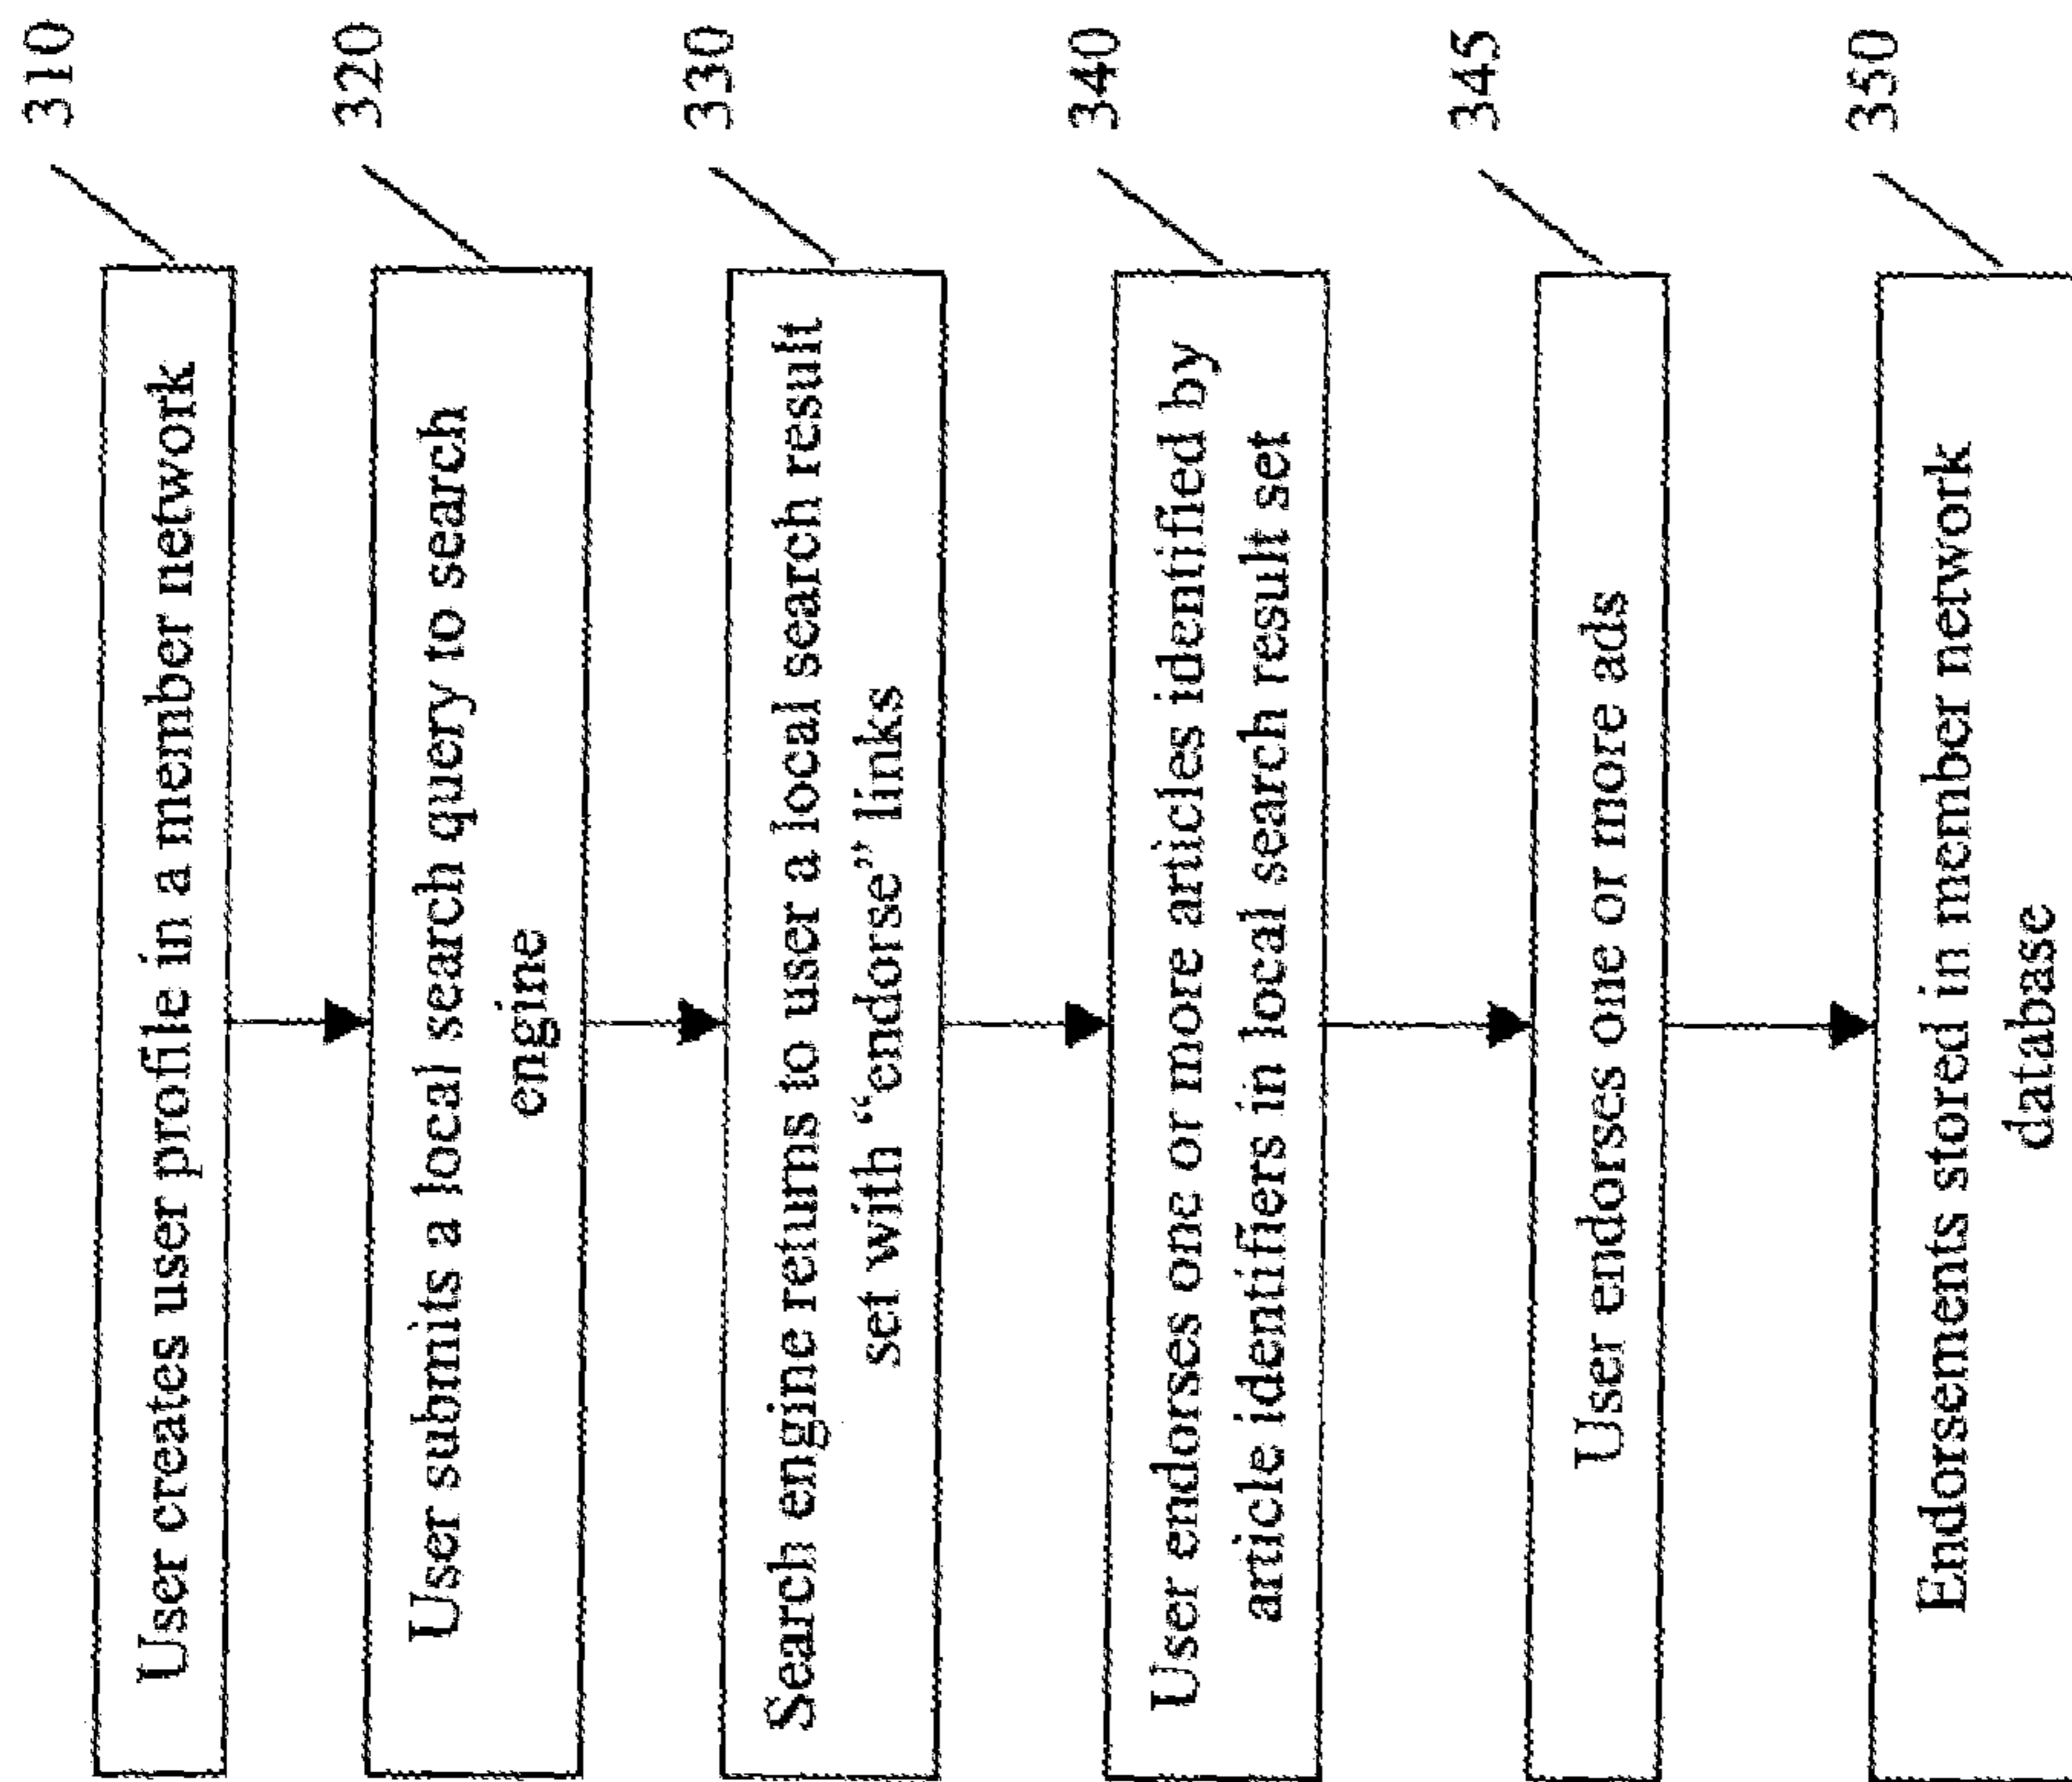 310
User creates user profile in a member network
320
User submits a local search query to search
engine
330
Search engine returns to user a local search result
set with “endorse” links
340
User endorses one or more articles identified by
article identifiers in local search result set
345
User endorses one or more ads
350
Endorsements stored in member network
database